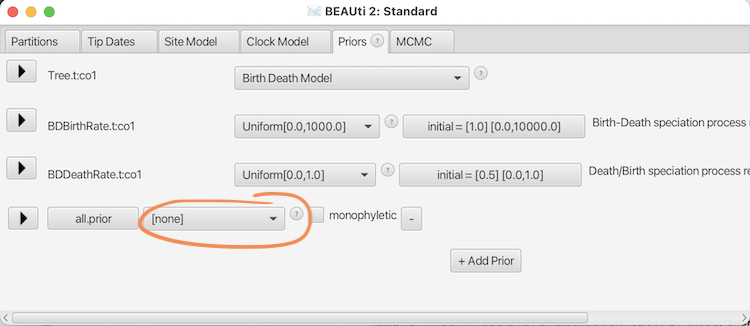 BEAUti 2: Standard
Partitions Tip Dates Site Model Clock Model Priors ? MCMC
Tree.t:co1 Birth Death Model ?
BDBirthRate.t:co1 Uniform[0.0,1000.0] ? initial = [1.0] [0.0,10000.0] Birth-Death speciation process
BDDeathRate.t:co1 Uniform[0.0,1.0] ? initial = [0.5] [0.0,1.0] Death/Birth speciation process re
all.prior [none] ? monophyletic -
+ Add Prior